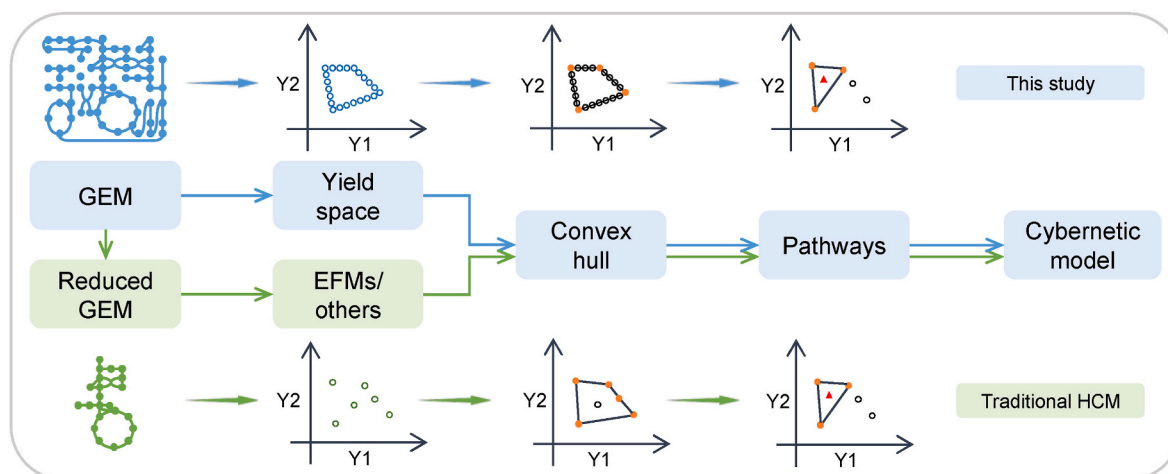 Y2
Y1
Y2
Y1
Y2
Y1
This study
GEM
Yield
space
Convex
hull
Pathways
Cybernetic
model
Reduced
GEM
EFMs/
others
Y2
Y1
Y2
Y1
Y2
Y1
Traditional HCM